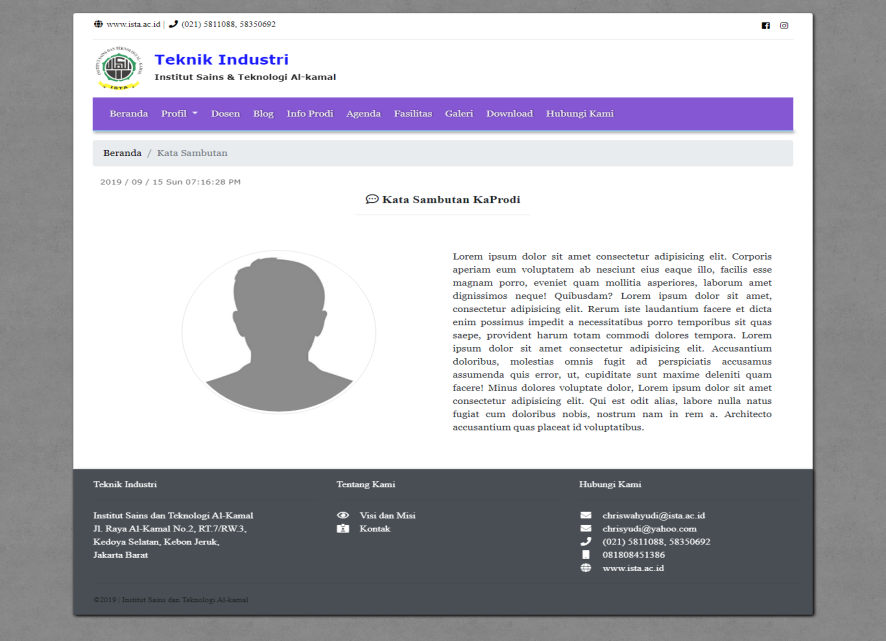 www.ista.ac.id | (021) 5811088, 58350692
Teknik Industri
Institut Sains & Teknologi Al-kamal
ISTA
Beranda Profil Dosen Blog Info Prodi Agenda Fasilitas Galeri Download Hubungi Kami
Beranda / Kata Sambutan
2019 / 09 / 15 Sun 07:16:28 PM
Kata Sambutan KaProdi
Lorem ipsum dolor sit amet consectetur adipisicing elit. Corporis
aperiam eum voluptatem ab nesciunt eius eaque illo, facilis esse
magnam porro, eveniet quam mollitia asperiores, laborum amet
dignissimos neque! Quibusdam? Lorem ipsum dolor sit amet,
consectetur adipisicing elit. Rerum iste laudantium facere et dicta
enim possimus impedit a necessitatibus porro temporibus sit quas
saepe, provident harum totam commodi dolores tempora. Lorem
ipsum dolor sit amet consectetur adipisicing elit. Accusantium
doloribus, molestias omnis fugit ad perspiciatis accusamus
assumenda quis error, ut, cupiditate sunt maxime deleniti quam
facere! Minus dolores voluptate dolor, Lorem ipsum dolor sit amet
consectetur adipisicing elit. Qui est odit alias, labore nulla natus
fugiat cum doloribus nobis, nostrum nam in rem a. Architecto
accusantium quas placeat id voluptatibus.
Teknik Industri
Institut Sains dan Teknologi Al-Kamal
Jl. Raya Al-Kamal No.2, RT.7/RW.3,
Kedoya Selatan, Kebon Jeruk,
Jakarta Barat
Tentang Kami
Visi dan Misi
Kontak
Hubungi Kami
chriswahyudi@ista.ac.id
chrisyudi@yahoo.com
(021) 5811088, 58350692
081808451386
www.ista.ac.id
©2019 | Institut Sains dan Teknologi Al-kamal